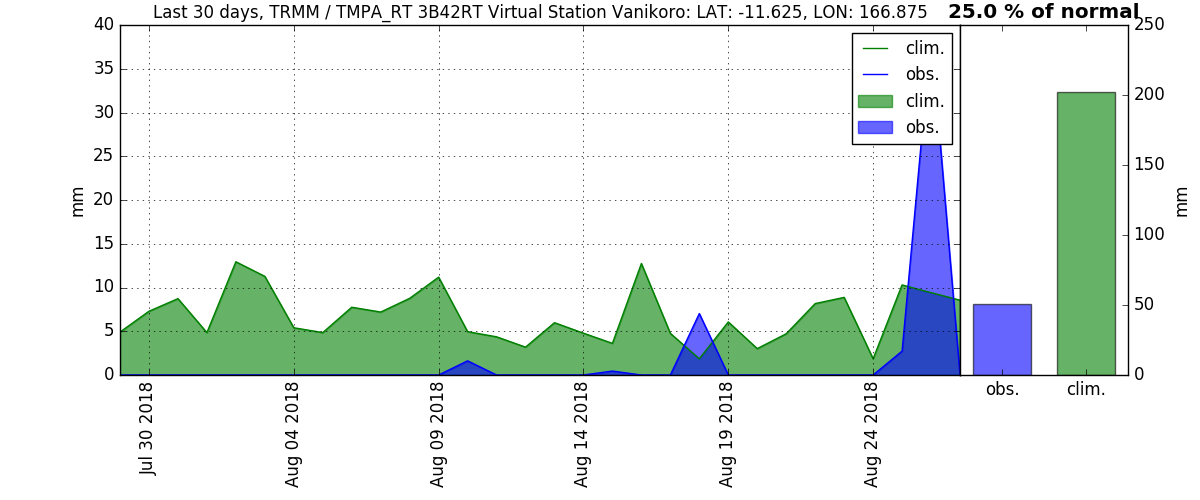 Last 30 days, TRMM / TMPA_RT 3B42RT Virtual Station Vanikoro: LAT: -11.625, LON: 166.875
25.0 % of normal
40
35
30
25
20
15
10
5
0
mm
clim.
obs.
clim.
obs.
Jul 30 2018
Aug 04 2018
Aug 09 2018
Aug 14 2018
Aug 19 2018
Aug 24 2018
250
200
150
100
50
0
mm
obs.
clim.